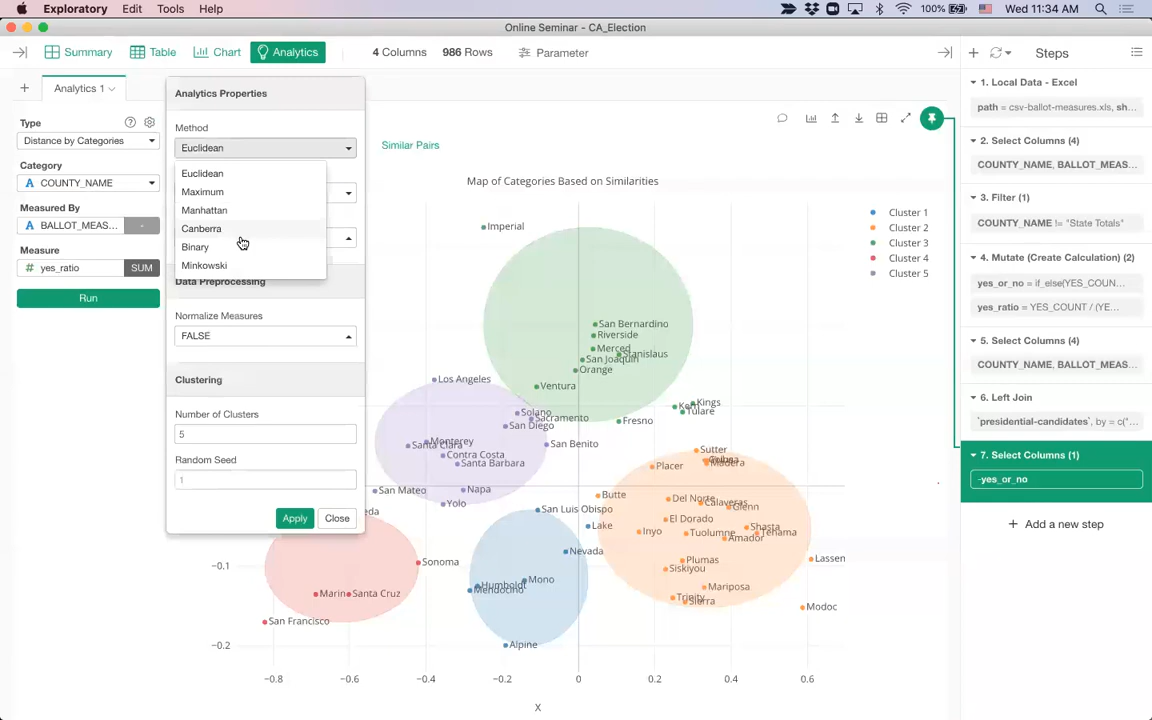 Exploratory Edit Tools Help 100% Wed 11:34 AM
Online Seminar - CA_Election
Summary Table Chart Analytics 4 Columns 986 Rows Parameter Steps
Analytics 1
Type
Distance by Categories
Category
COUNTY_NAME
Measured By
BALLOT_MEAS... -
Measure
# yes_ratio SUM
Run
Analytics Properties
Method
Euclidean
Euclidean
Maximum
Manhattan
Canberra
Binary
Minkowski
Data Preprocessing
Normalize Measures
FALSE
Clustering
Number of Clusters
5
Random Seed
1
Apply Close
Similar Pairs
Map of Categories Based on Similarities
Imperial
San Bernardino
Riverside
Merced
Stanislaus
San Joaquin
Orange
Ventura
Los Angeles
Kings
Kern
Tulare
Fresno
Solano
Sacramento
San Diego
Monterey
Santa Clara
San Benito
Contra Costa
Santa Barbara
San Mateo
Napa
Yolo
Sutter
Madera
Placer
Butte
Del Norte
Calaveras
Glenn
San Luis Obispo
El Dorado
Lake
Inyo
Tuolumne
Shasta
Tehama
Amador
Nevada
Plumas
Lassen
Siskiyou
Mariposa
Trinity
Sierra
Modoc
eda
Sonoma
Marin
Santa Cruz
San Francisco
Mono
Humboldt
Mendocino
Alpine
−0.1
−0.2
−0.8 −0.6 −0.4 −0.2 0 0.2 0.4 0.6
X
Cluster 1
Cluster 2
Cluster 3
Cluster 4
Cluster 5
1. Local Data - Excel
path = csv-ballot-measures.xls, sh...
2. Select Columns (4)
COUNTY_NAME, BALLOT_MEAS...
3. Filter (1)
COUNTY_NAME != "State Totals"
4. Mutate (Create Calculation) (2)
yes_or_no = if_else(YES_COUN...
yes_ratio = YES_COUNT / (YE...
5. Select Columns (4)
COUNTY_NAME, BALLOT_MEAS...
6. Left Join
`presidential-candidates`, by = c("...
7. Select Columns (1)
-yes_or_no
+ Add a new step